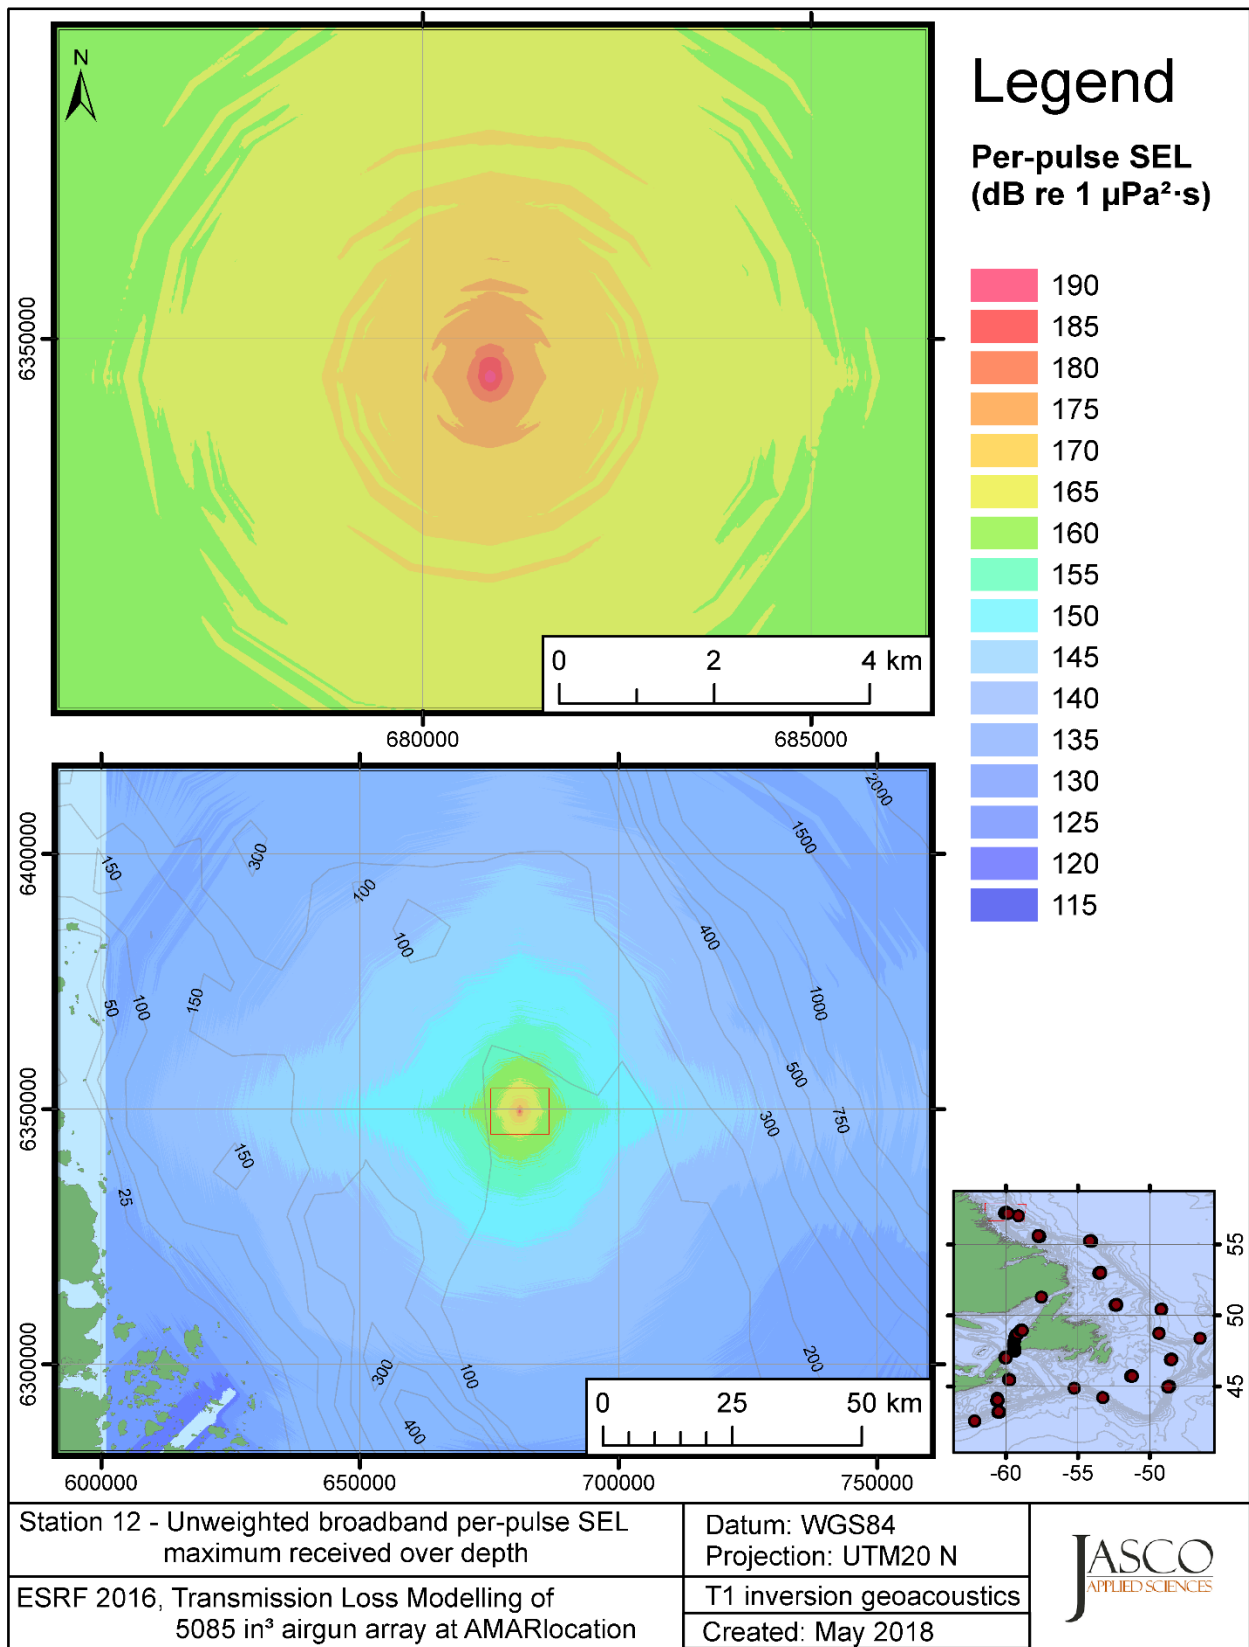 N
6350000
0 2 4 km
680000 685000
Legend
Per-pulse SEL
(dB re 1 µPa²·s)
190
185
180
175
170
165
160
155
150
145
140
135
130
125
120
115
6400000
6350000
6300000
2000
1500
300
150
100
100
400
50
100
150
1000
500
750
300
150
25
300
100
200
400
0 25 50 km
600000 650000 700000 750000
55
50
45
-60 -55 -50
Station 12 - Unweighted broadband per-pulse SEL
maximum received over depth
ESRF 2016, Transmission Loss Modelling of
5085 in³ airgun array at AMARlocation
Datum: WGS84
Projection: UTM20 N
T1 inversion geoacoustics
Created: May 2018
JASCO
APPLIED SCIENCES